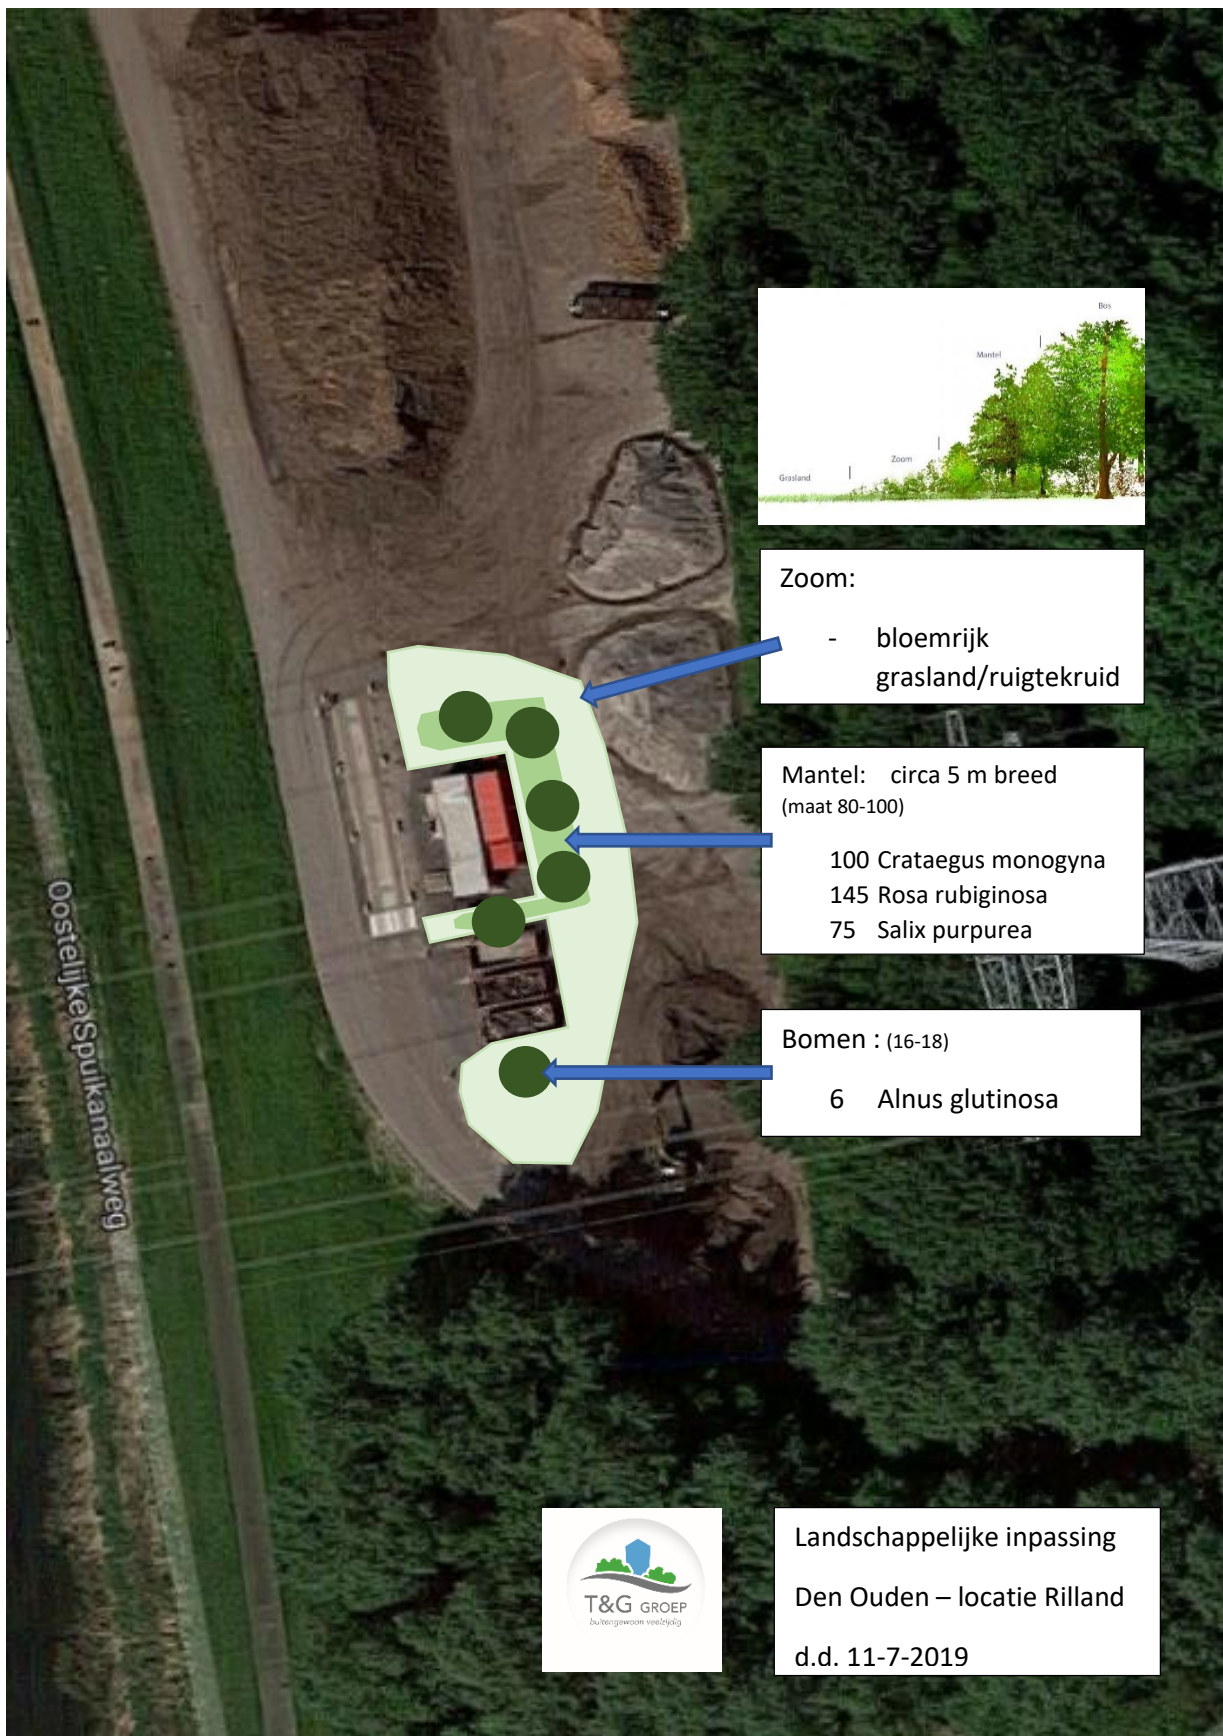 Bos
Mantel
Zoom
Grasland
Zoom:
- bloemrijk
grasland/ruigtekruid
Mantel: circa 5 m breed
(maat 80-100)
100 Crataegus monogyna
145 Rosa rubiginosa
75 Salix purpurea
Bomen : (16-18)
6 Alnus glutinosa
Oostelijke Spuikanaalweg
T&G GROEP
buitengewoon veelzijdig
Landschappelijke inpassing
Den Ouden – locatie Rilland
d.d. 11-7-2019